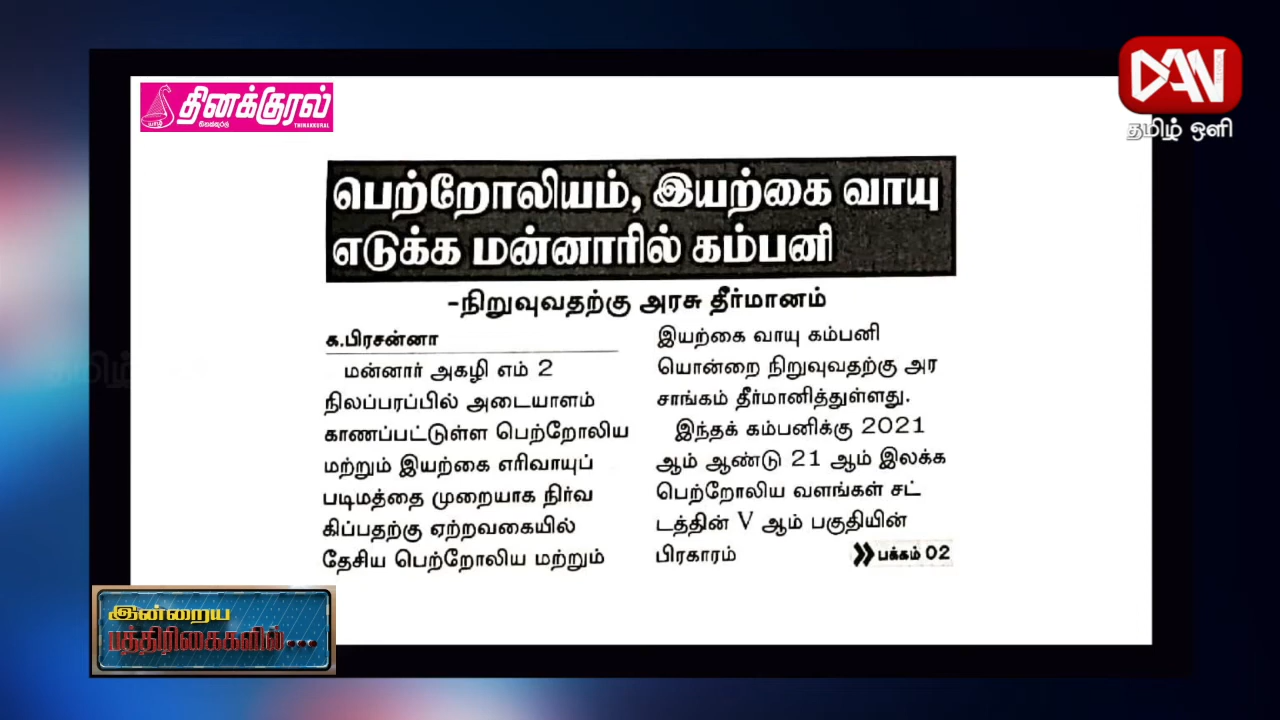 தினக்குரல்
THINAKKURAL
DAN
தமிழ் ஒளி
பெற்றோலியம், இயற்கை வாயு
எடுக்க மன்னாரில் கம்பனி
-நிறுவுவதற்கு அரசு தீர்மானம்
க.பிரசன்னா
மன்னார் அகழி எம் 2
நிலப்பரப்பில் அடையாளம்
காணப்பட்டுள்ள பெற்றோலிய
மற்றும் இயற்கை எரிவாயுப்
படிமத்தை முறையாக நிர்வ
கிப்பதற்கு ஏற்றவகையில்
தேசிய பெற்றோலிய மற்றும்
இயற்கை வாயு கம்பனி
யொன்றை நிறுவுவதற்கு அர
சாங்கம் தீர்மானித்துள்ளது.
இந்தக் கம்பனிக்கு 2021
ஆம் ஆண்டு 21 ஆம் இலக்க
பெற்றோலிய வளங்கள் சட்
டத்தின் V ஆம் பகுதியின்
பிரகாரம்
பக்கம் 02
இன்றைய
பத்திரிகைகளில்...
தமிழ்